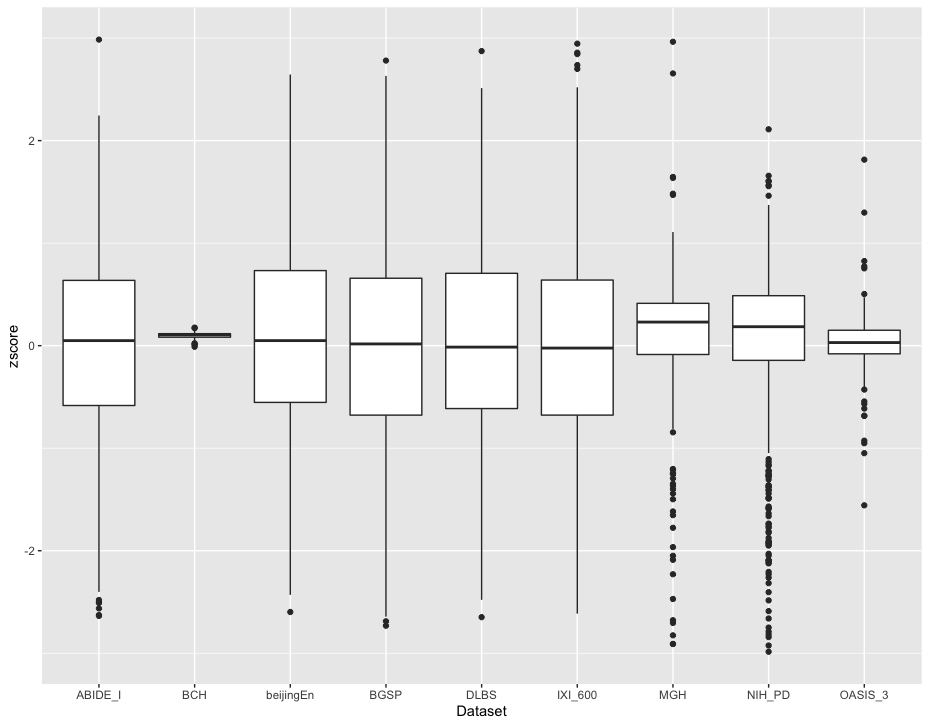 zscore
2
0
-2
ABIDE_I BCH beijingEn BGSP DLBS IXI_600 MGH NIH_PD OASIS_3
Dataset